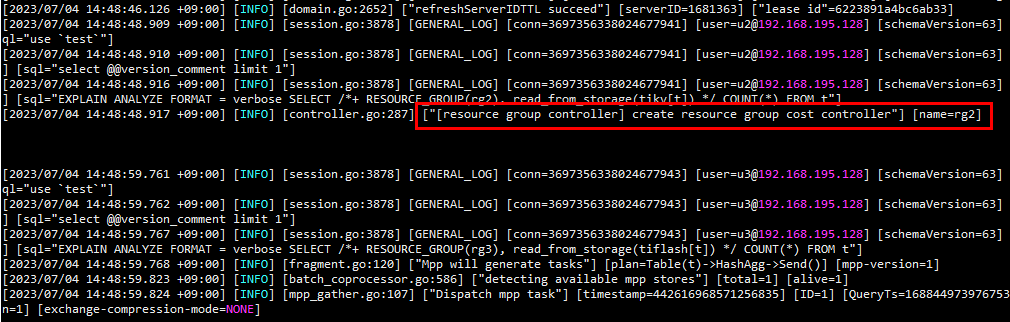 [2023/07/04 14:48:46.126 +09:00] [INFO] [domain.go:2652] ["refreshServerIDTTL succeed"] [serverID=1681363] ["lease id"=6223891a4bc6ab33]
[2023/07/04 14:48:48.909 +09:00] [INFO] [session.go:3878] [GENERAL_LOG] [conn=3697356338024677941] [user=u2@192.168.195.128] [schemaVersion=63]
ql="use `test`"]
[2023/07/04 14:48:48.910 +09:00] [INFO] [session.go:3878] [GENERAL_LOG] [conn=3697356338024677941] [user=u2@192.168.195.128] [schemaVersion=63]
] [sql="select @@version_comment limit 1"]
[2023/07/04 14:48:48.916 +09:00] [INFO] [session.go:3878] [GENERAL_LOG] [conn=3697356338024677941] [user=u2@192.168.195.128] [schemaVersion=63]
] [sql="EXPLAIN ANALYZE FORMAT = verbose SELECT /*+ RESOURCE_GROUP(rg2), read_from_storage(tikv[t]) */ COUNT(*) FROM t"]
[2023/07/04 14:48:48.917 +09:00] [INFO] [controller.go:287] ["[resource group controller] create resource group cost controller"] [name=rg2]
[2023/07/04 14:48:59.761 +09:00] [INFO] [session.go:3878] [GENERAL_LOG] [conn=3697356338024677943] [user=u3@192.168.195.128] [schemaVersion=63]
ql="use `test`"]
[2023/07/04 14:48:59.762 +09:00] [INFO] [session.go:3878] [GENERAL_LOG] [conn=3697356338024677943] [user=u3@192.168.195.128] [schemaVersion=63]
] [sql="select @@version_comment limit 1"]
[2023/07/04 14:48:59.767 +09:00] [INFO] [session.go:3878] [GENERAL_LOG] [conn=3697356338024677943] [user=u3@192.168.195.128] [schemaVersion=63]
] [sql="EXPLAIN ANALYZE FORMAT = verbose SELECT /*+ RESOURCE_GROUP(rg3), read_from_storage(tiflash[t]) */ COUNT(*) FROM t"]
[2023/07/04 14:48:59.768 +09:00] [INFO] [fragment.go:120] ["Mpp will generate tasks"] [plan=Table(t)->HashAgg->Send()] [mpp-version=1]
[2023/07/04 14:48:59.823 +09:00] [INFO] [batch_coprocessor.go:586] ["detecting available mpp stores"] [total=1] [alive=1]
[2023/07/04 14:48:59.824 +09:00] [INFO] [mpp_gather.go:107] ["Dispatch mpp task"] [timestamp=442616968571256835] [ID=1] [QueryTs=168844973976753
n=1] [exchange-compression-mode=NONE]